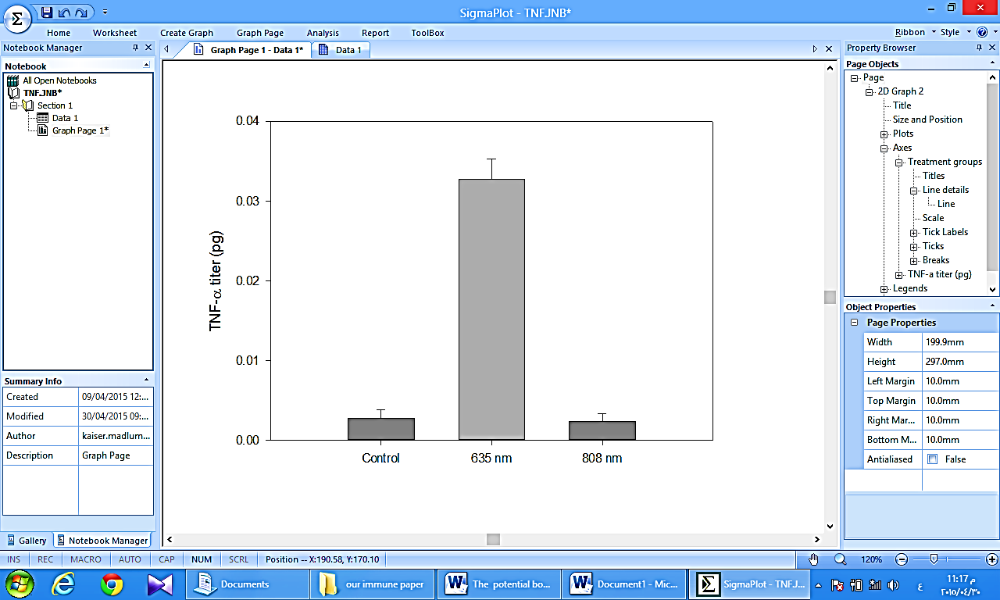 SigmaPlot - TNF.JNB*
Home Worksheet Create Graph Graph Page Analysis Report ToolBox
Ribbon Style
Notebook Manager
Notebook
All Open Notebooks
TNF.JNB*
Section 1
Data 1
Graph Page 1*
Summary Info
Created 09/04/2015 12:...
Modified 30/04/2015 09:...
Author kaiser.madlum...
Description Graph Page
Gallery Notebook Manager
Graph Page 1 - Data 1* Data 1
0.04
0.03
0.02
0.01
0.00
TNF-α titer (pg)
Control 635 nm 808 nm
Property Browser
Page Objects
Page
2D Graph 2
Title
Size and Position
Plots
Axes
Treatment groups
Titles
Line details
Line
Scale
Tick Labels
Ticks
Breaks
TNF-a titer (pg)
Legends
Object Properties
Page Properties
Width 199.9mm
Height 297.0mm
Left Margin 10.0mm
Top Margin 10.0mm
Right Mar... 10.0mm
Bottom M... 10.0mm
Antialiased False
INS REC MACRO AUTO CAP NUM SCRL Position -- X:190.58, Y:170.10 120%
Documents our immune paper The potential bo... Document1 - Mic... SigmaPlot - TNF.J...
ع
11:17 م
٢٠١٥/٠٤/٣٠